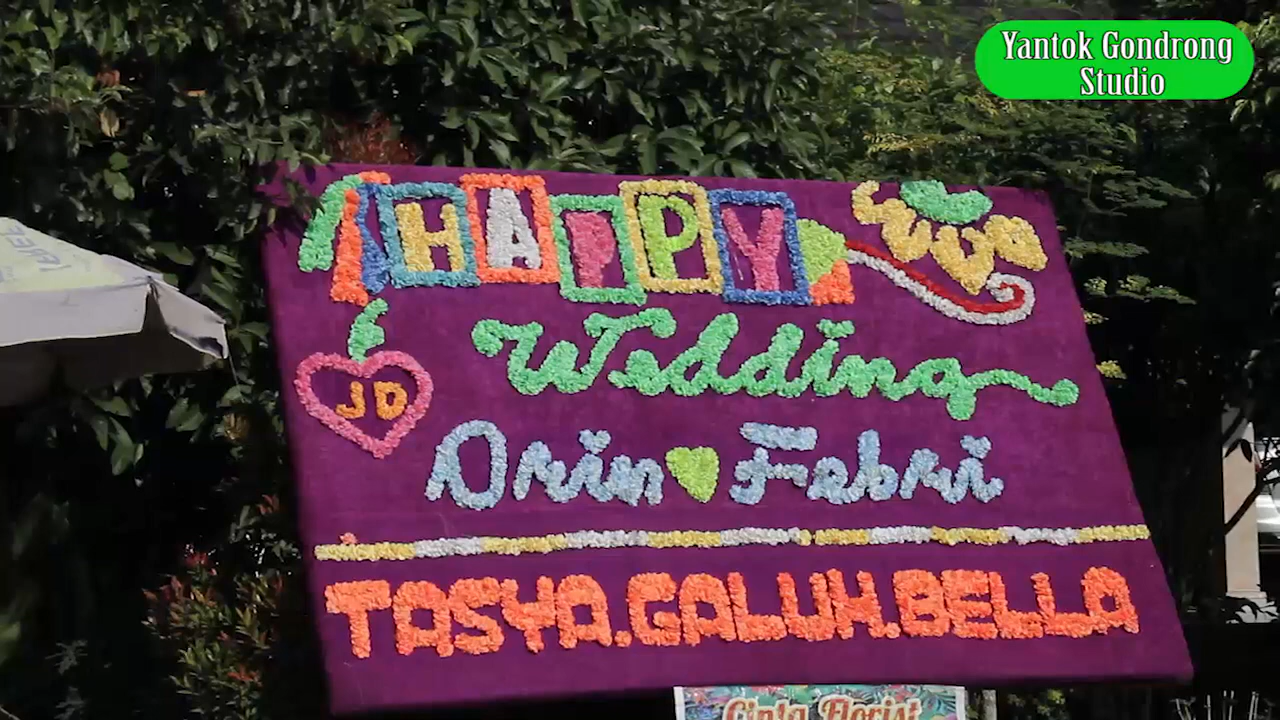 Yantok Gondrong
Studio
HAPPY
Wedding
JD
Orin Febri
TASYA.GALUH.BELLA
Cinta Florist